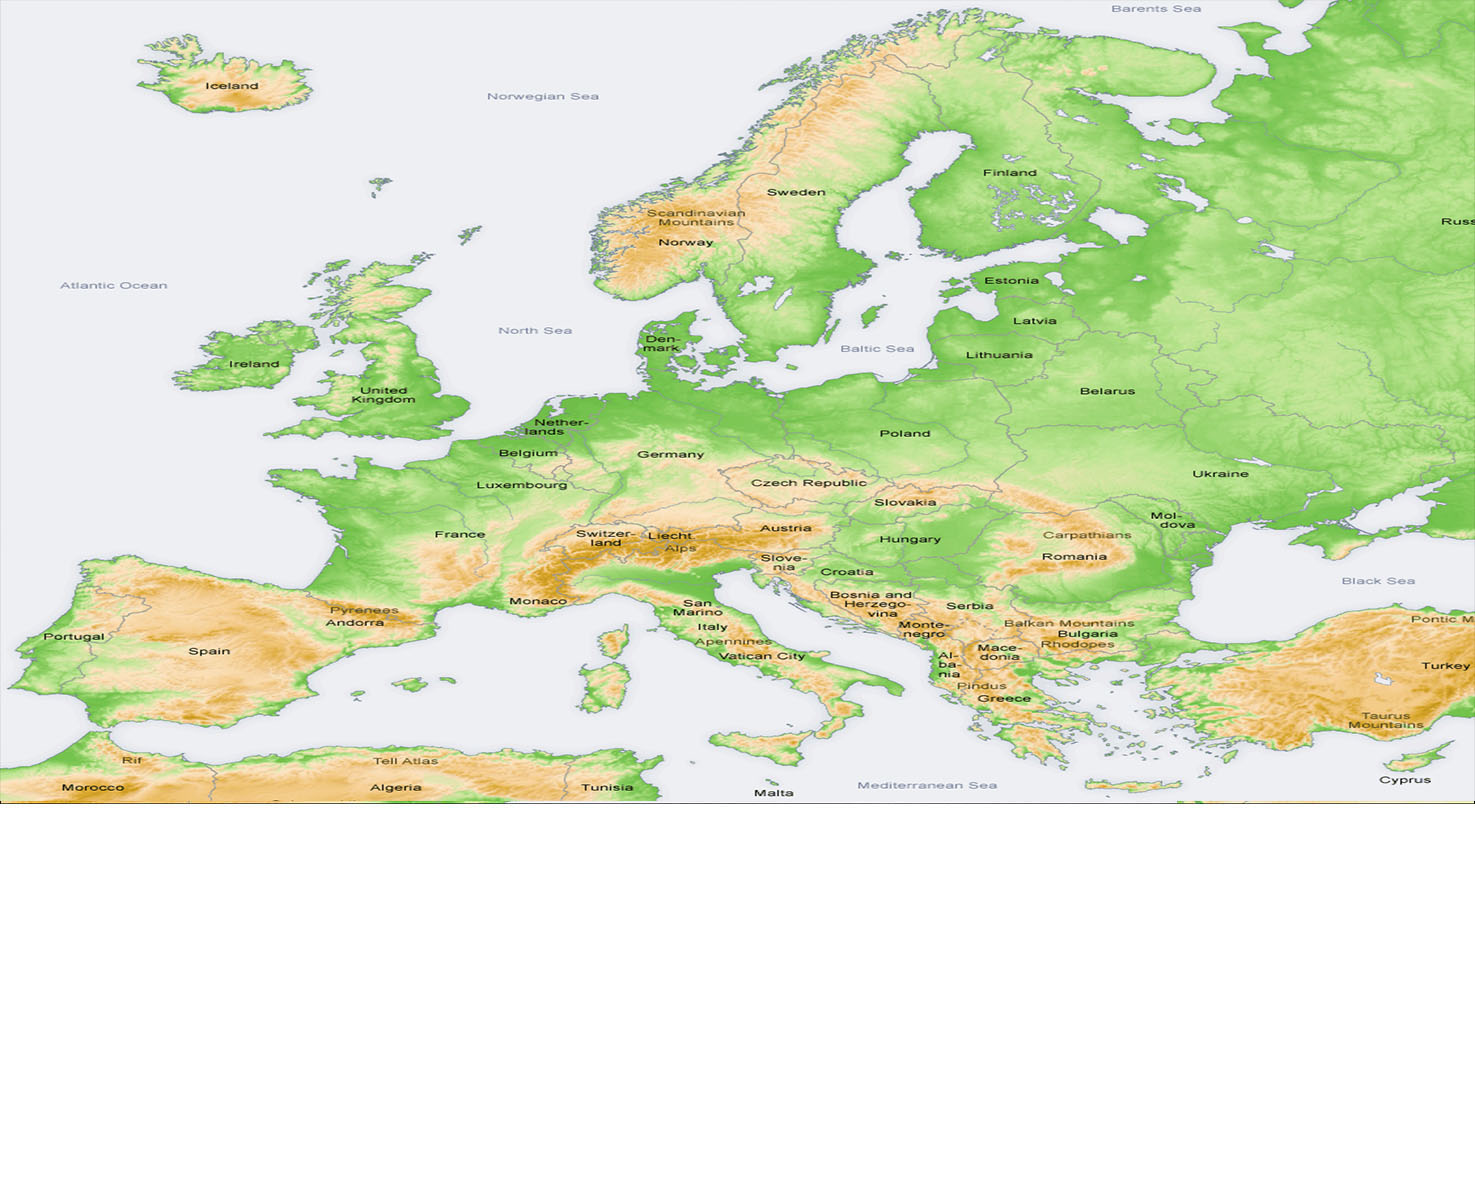 Barents Sea
Iceland
Norwegian Sea
Finland
Sweden
Scandinavian
Mountains
Norway
Russ
Atlantic Ocean
Estonia
North Sea
Latvia
Den-
mark
Baltic Sea
Lithuania
Ireland
United
Kingdom
Belarus
Nether-
lands
Poland
Belgium
Germany
Ukraine
Luxembourg
Czech Republic
Slovakia
Mol-
dova
France
Switzer-
land
Liecht
Austria
Alps
Hungary
Carpathians
Romania
Slove-
nia
Croatia
Black Sea
Monaco
San
Marino
Bosnia and
Herzego-
vina
Serbia
Pyrenees
Andorra
Italy
Monte-
negro
Balkan Mountains
Bulgaria
Rhodopes
Pontic M
Portugal
Spain
Apennines
Vatican City
Al-
ba-
nia
Mace-
donia
Turkey
Pindus
Greece
Taurus
Mountains
Rif
Tell Atlas
Morocco
Algeria
Tunisia
Malta
Mediterranean Sea
Cyprus